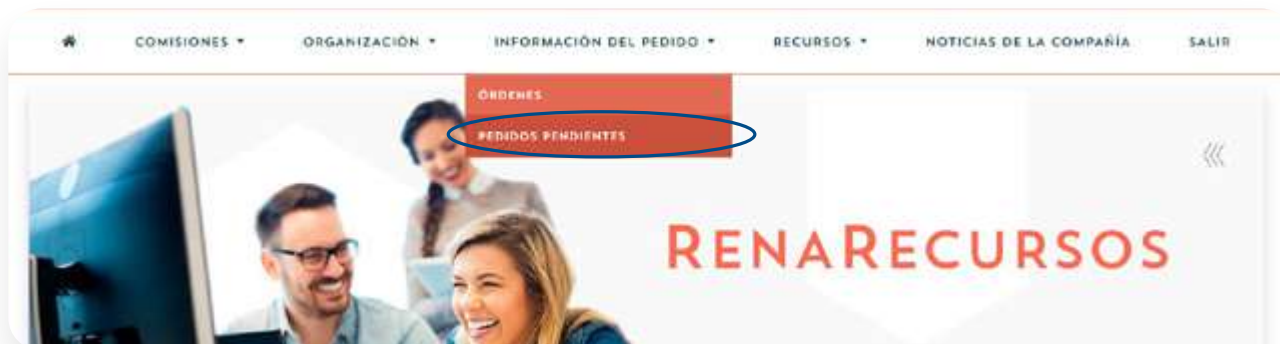 COMISIONES
ORGANIZACIÓN
INFORMACIÓN DEL PEDIDO
RECURSOS
NOTICIAS DE LA COMPAÑÍA
SALIR
ÓRDENES
PEDIDOS PENDIENTES
RENARECURSOS